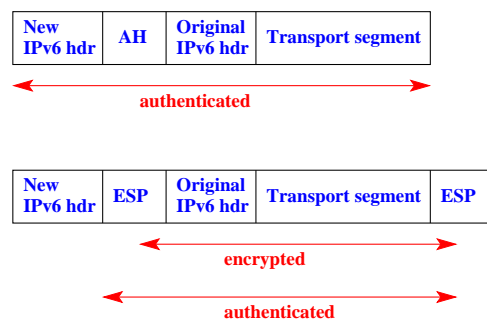 New
IPv6 hdr
AH
Original
IPv6 hdr
Transport segment
authenticated
New
IPv6 hdr
ESP
Original
IPv6 hdr
Transport segment
ESP
encrypted
authenticated